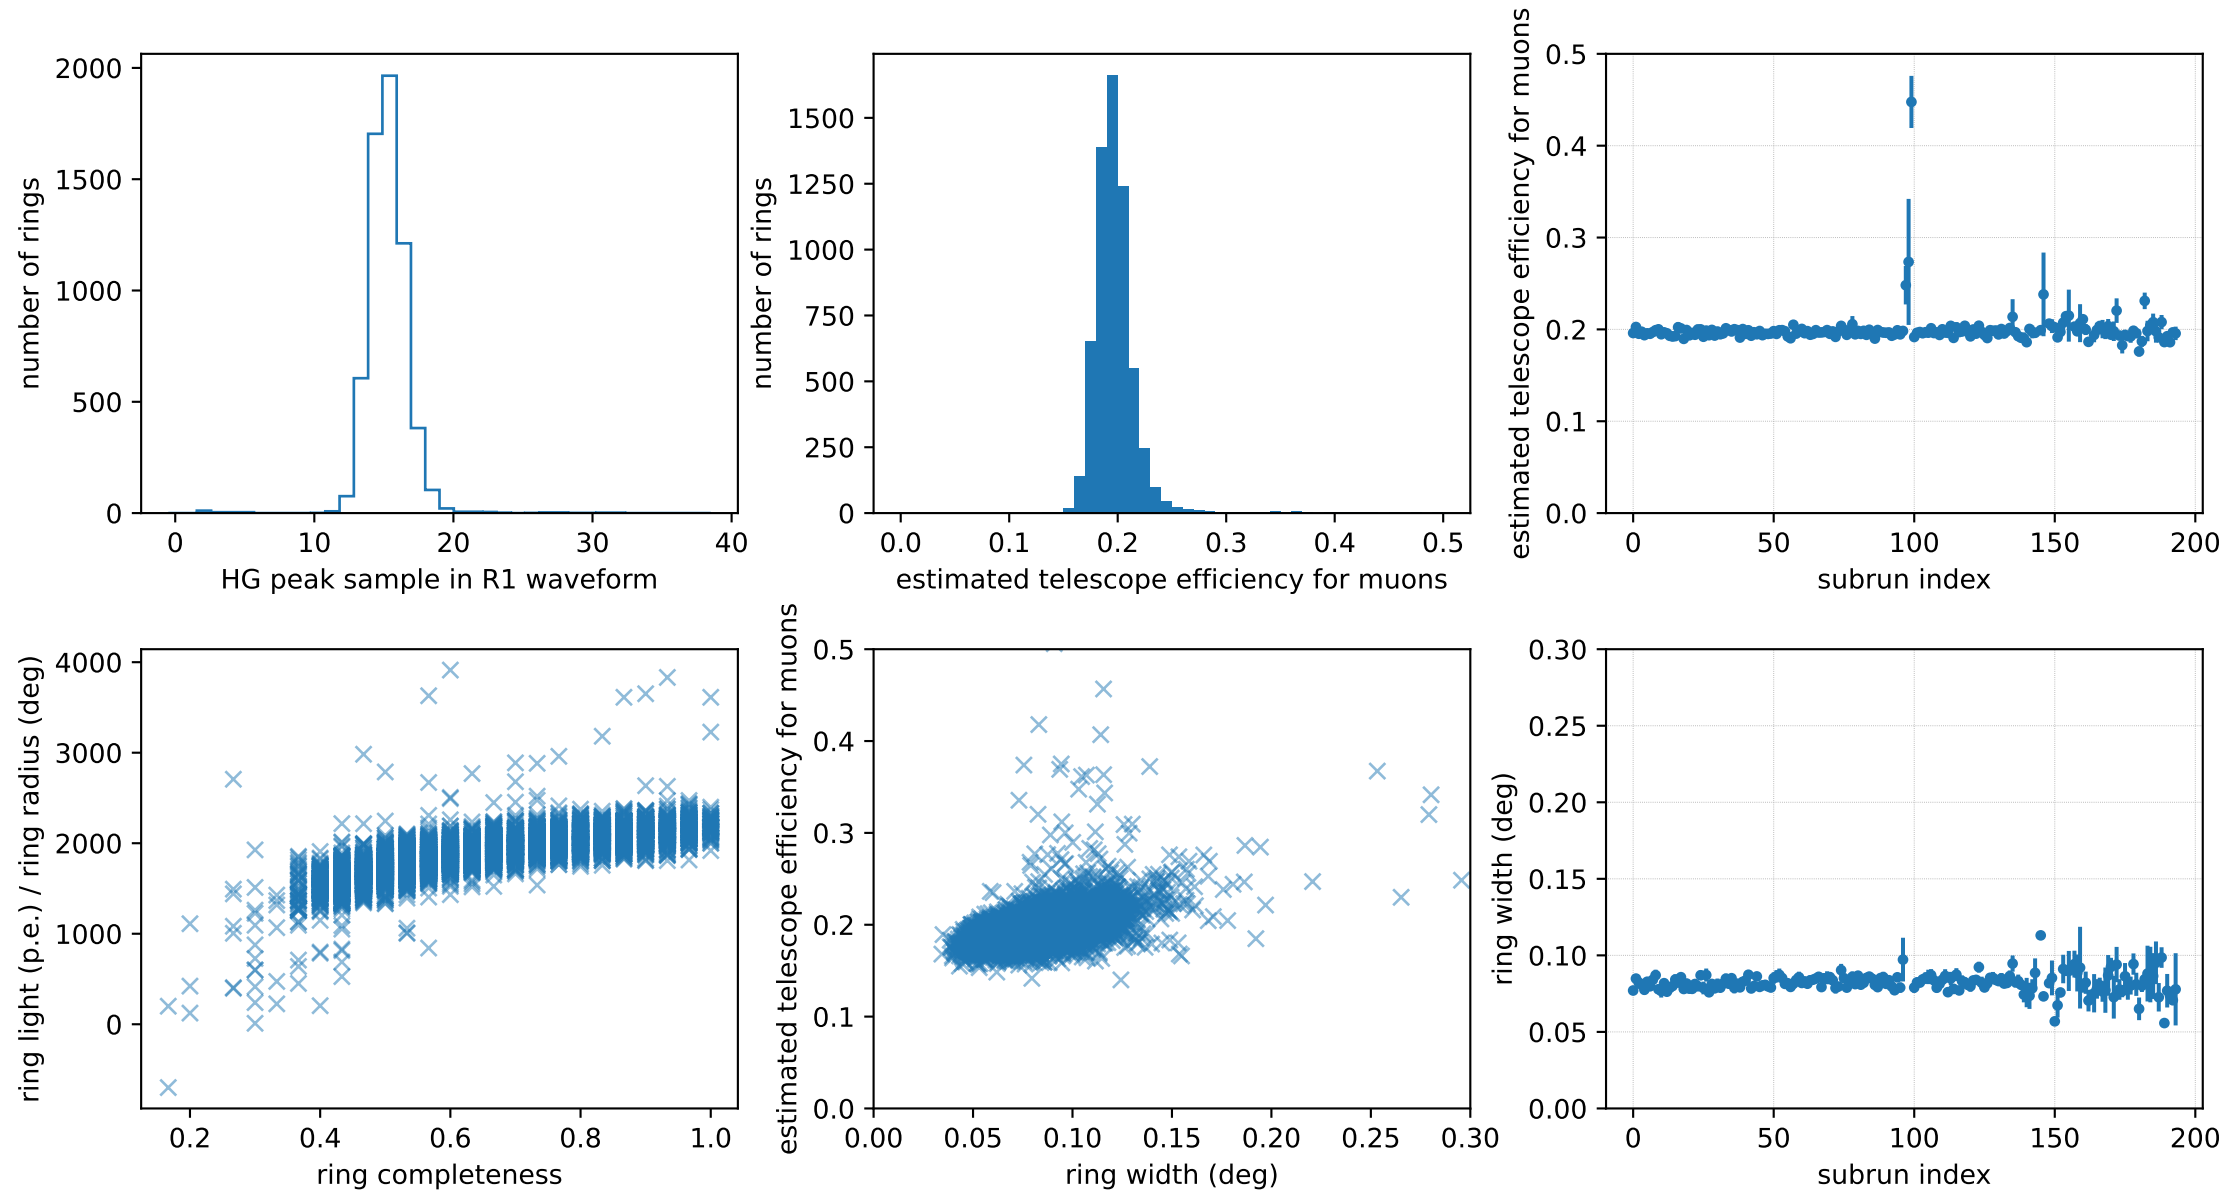 number of rings
2000
1500
1000
500
0
0 10 20 30 40
HG peak sample in R1 waveform
number of rings
1500
1250
1000
750
500
250
0
0.0 0.1 0.2 0.3 0.4 0.5
estimated telescope efficiency for muons
estimated telescope efficiency for muons
0.5
0.4
0.3
0.2
0.1
0.0
0 50 100 150 200
subrun index
ring light (p.e.) / ring radius (deg)
4000
3000
2000
1000
0
0.2 0.4 0.6 0.8 1.0
ring completeness
estimated telescope efficiency for muons
0.5
0.4
0.3
0.2
0.1
0.0
0.00 0.05 0.10 0.15 0.20 0.25 0.30
ring width (deg)
ring width (deg)
0.30
0.25
0.20
0.15
0.10
0.05
0.00
0 50 100 150 200
subrun index